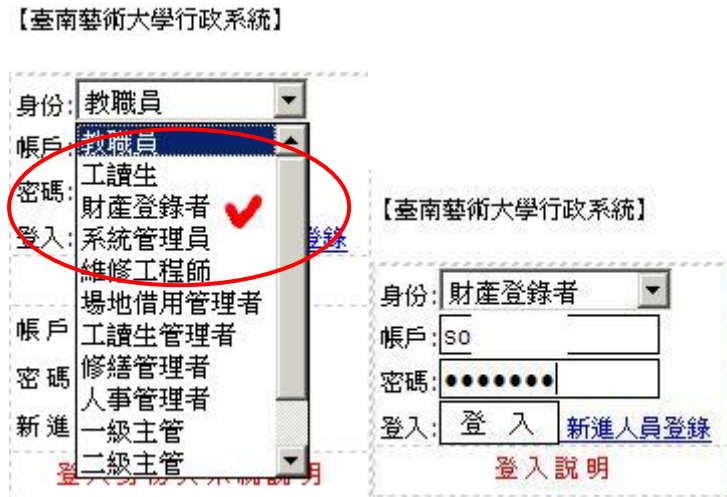 【臺南藝術大學行政系統】
身份: 教職員
帳戶: 教職員
工讀生
密碼: 財產登錄者
登入: 系統管理員 登錄
維修工程師
場地借用管理者
帳戶 工讀生管理者
密碼 修繕管理者
人事管理者
新進 一級主管
二級主管
【臺南藝術大學行政系統】
身份: 財產登錄者
帳戶: so
密碼: •••••••
登入: 登 入 新進人員登錄
登入說明